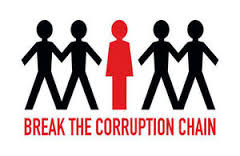 BREAK THE CORRUPTION CHAIN